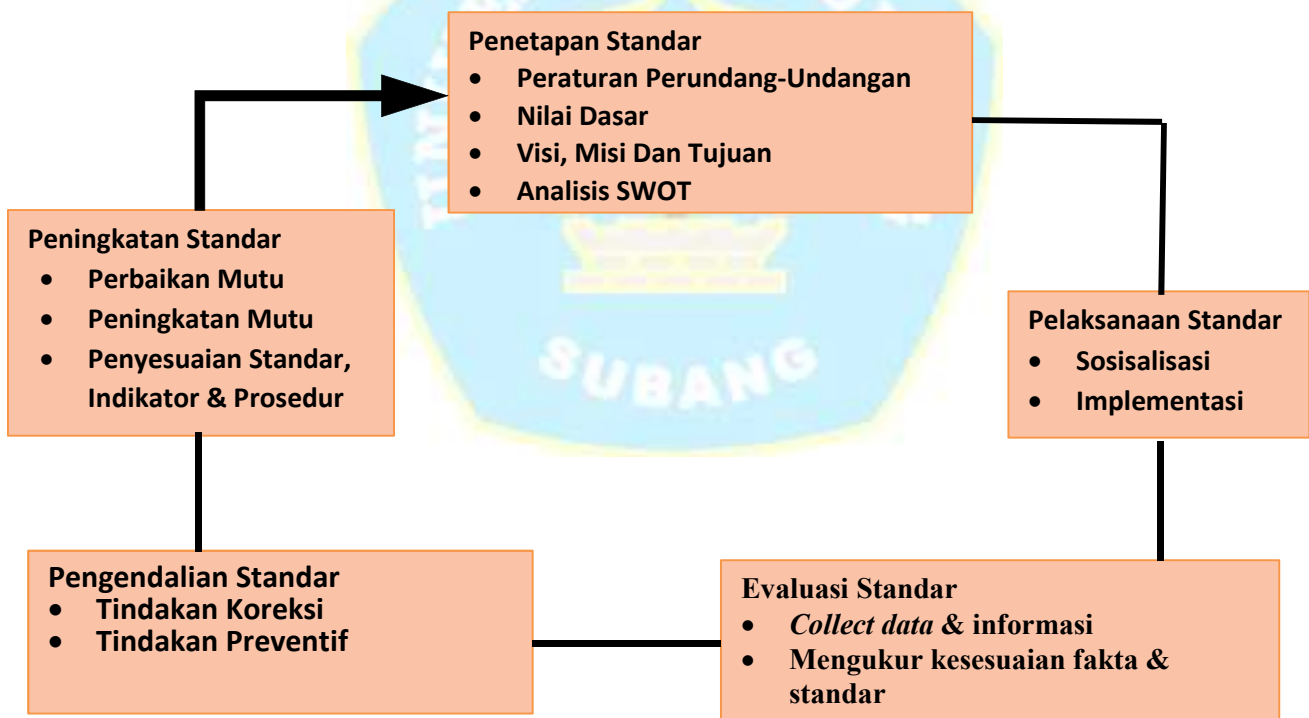 Penetapan Standar
• Peraturan Perundang-Undangan
• Nilai Dasar
• Visi, Misi Dan Tujuan
• Analisis SWOT
Peningkatan Standar
• Perbaikan Mutu
• Peningkatan Mutu
• Penyesuaian Standar,
Indikator & Prosedur
Pelaksanaan Standar
• Sosisalisasi
• Implementasi
SUBANG
Pengendalian Standar
• Tindakan Koreksi
• Tindakan Preventif
Evaluasi Standar
• Collect data & informasi
• Mengukur kesesuaian fakta &
standar